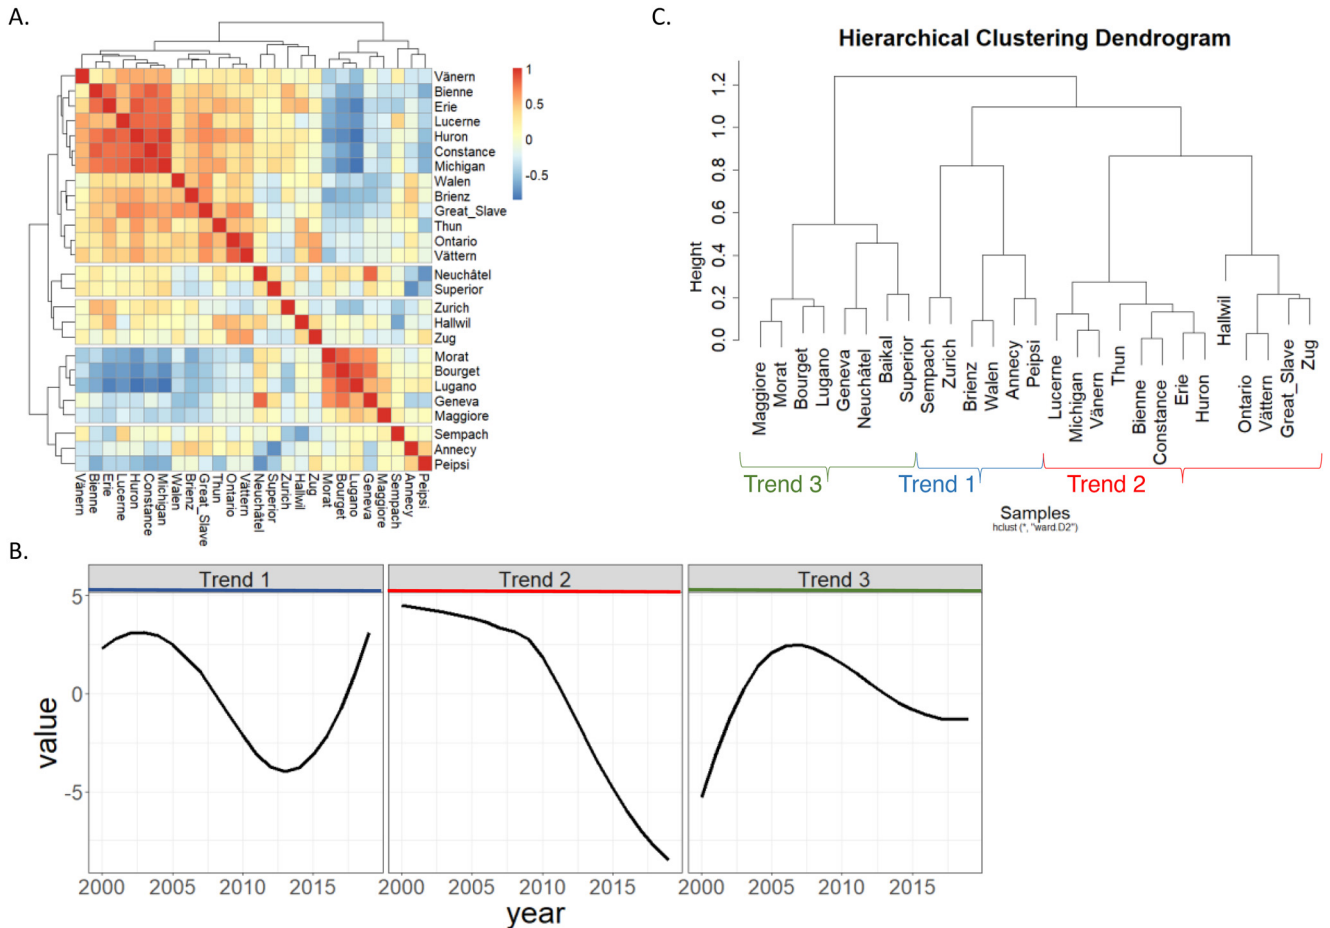 A.
Vänern
Bienne
Erie
Lucerne
Huron
Constance
Michigan
Walen
Brienz
Great_Slave
Thun
Ontario
Vättern
Neuchâtel
Superior
Zurich
Hallwil
Zug
Morat
Bourget
Lugano
Geneva
Maggiore
Sempach
Annecy
Peipsi
1
0.5
0
-0.5
Vänern
Bienne
Erie
Lucerne
Huron
Constance
Michigan
Walen
Brienz
Great_Slave
Thun
Ontario
Vättern
Neuchâtel
Superior
Zurich
Hallwil
Zug
Morat
Bourget
Lugano
Geneva
Maggiore
Sempach
Annecy
Peipsi
C.
Hierarchical Clustering Dendrogram
Height
1.2
1.0
0.8
0.6
0.4
0.2
0.0
Maggiore
Morat
Bourget
Lugano
Geneva
Neuchâtel
Baikal
Superior
Sempach
Zurich
Brienz
Walen
Annecy
Peipsi
Lucerne
Michigan
Vänern
Thun
Bienne
Constance
Erie
Huron
Hallwil
Ontario
Vättern
Great_Slave
Zug
Trend 3
Trend 1
Trend 2
Samples
hclust (*, "ward.D2")
B.
Trend 1
Trend 2
Trend 3
value
5
0
-5
2000
2005
2010
2015
2000
2005
2010
2015
2000
2005
2010
2015
year